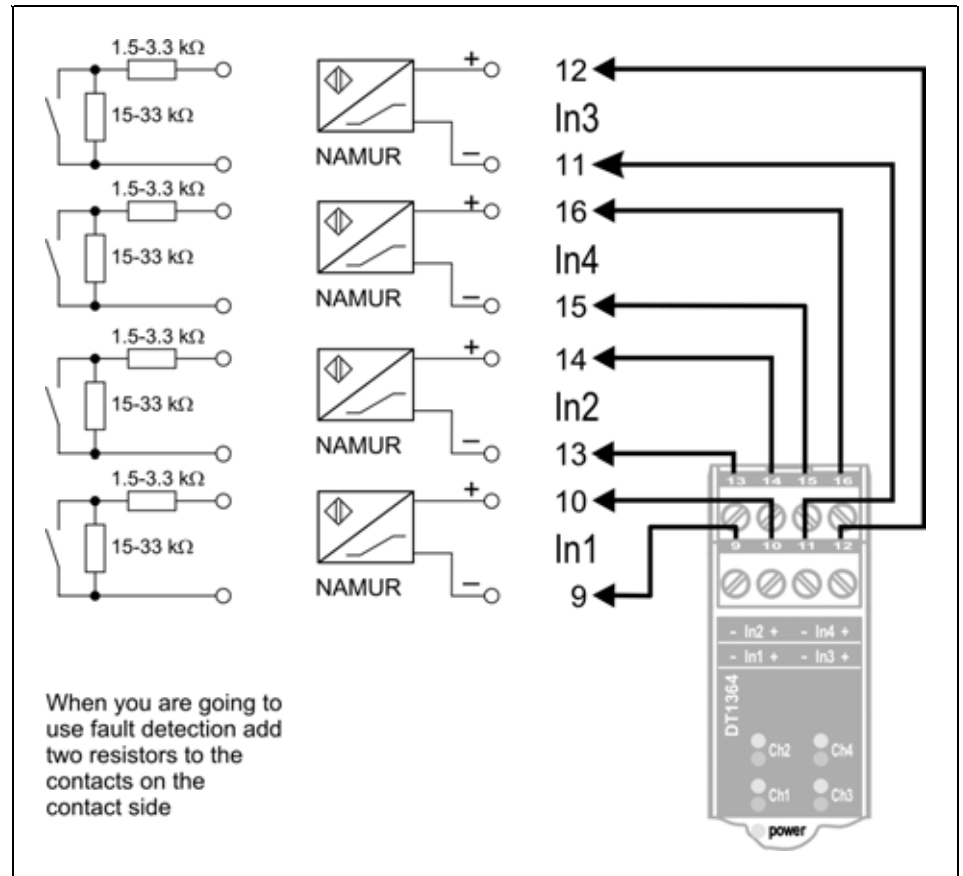 1.5-3.3 kΩ
15-33 kΩ
+
−
NAMUR
12
In3
11
1.5-3.3 kΩ
15-33 kΩ
+
−
NAMUR
16
In4
15
1.5-3.3 kΩ
15-33 kΩ
+
−
NAMUR
14
In2
13
1.5-3.3 kΩ
15-33 kΩ
+
−
NAMUR
10
In1
9
13 14 15 16
9 10 11 12
- In2 + - In4 +
- In1 + - In3 +
DT1364
Ch2 Ch4
Ch1 Ch3
power
When you are going to
use fault detection add
two resistors to the
contacts on the
contact side